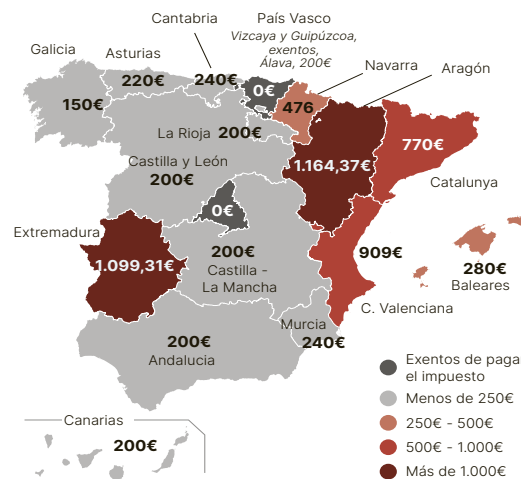 Cantabria
País Vasco
Vizcaya y Guipúzcoa,
exentos,
Álava, 200€
Galicia
Asturias
Navarra
Aragón
220€
240€
0€
476
150€
La Rioja
200€
770€
Castilla y León
200€
1.164,37€
Catalunya
0€
Extremadura
1.099,31€
200€
Castilla -
La Mancha
909€
280€
Baleares
C. Valenciana
Murcia
240€
200€
Andalucia
Canarias
200€
Exentos de paga
el impuesto
Menos de 250€
250€ - 500€
500€ - 1.000€
Más de 1.000€